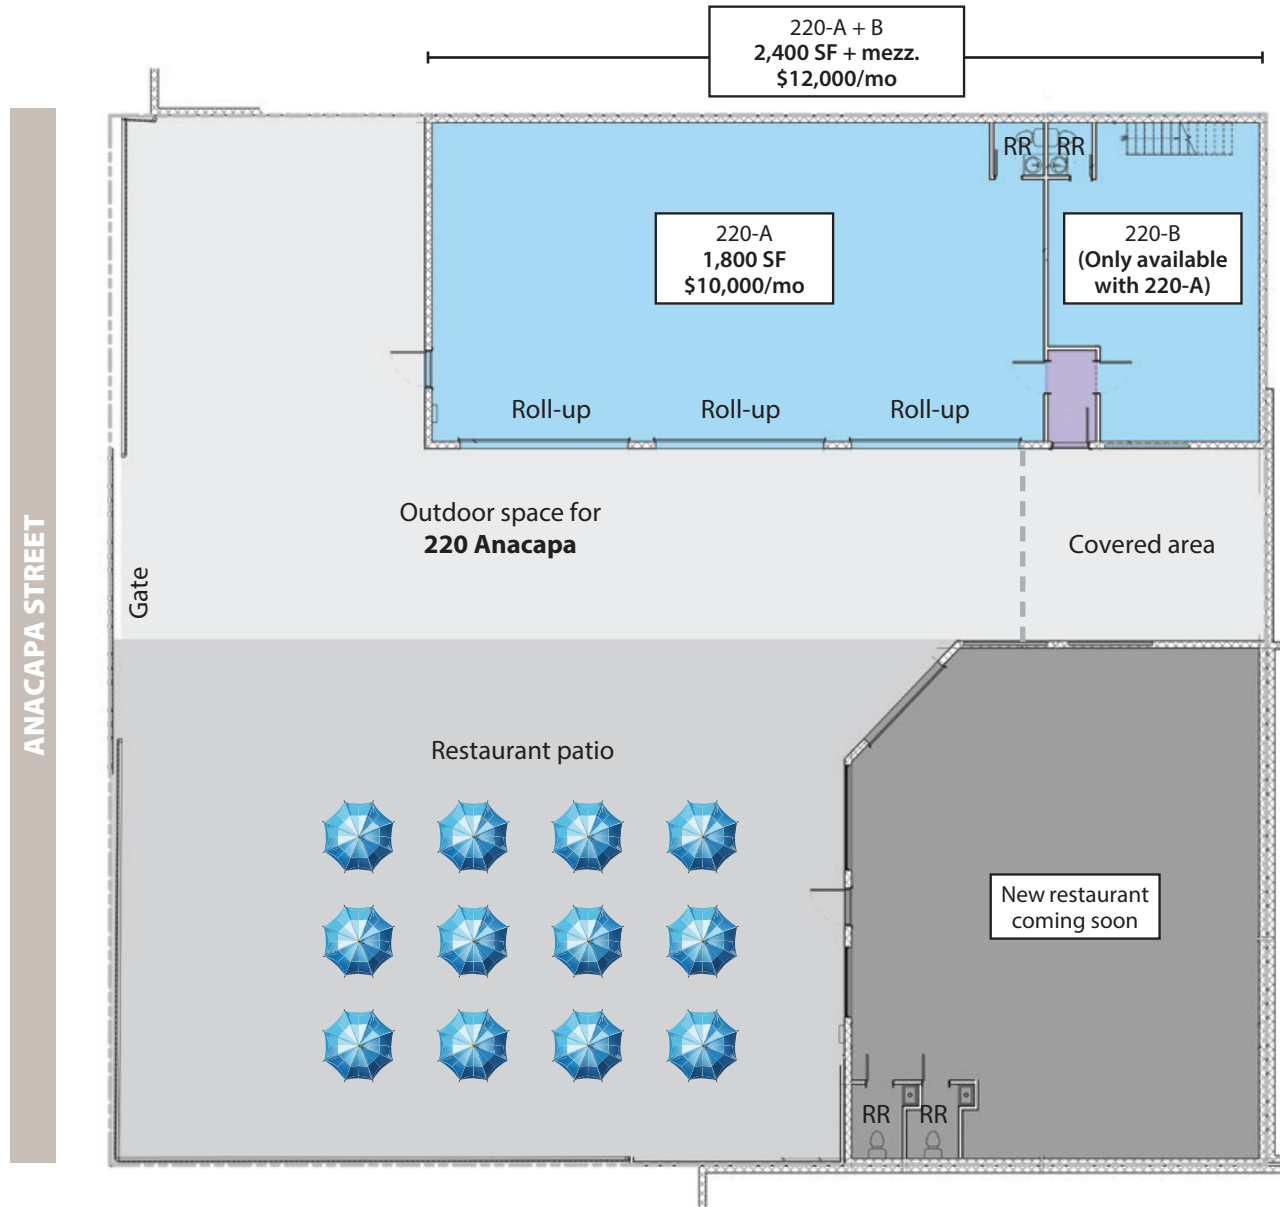 220-A + B
2,400 SF + mezz.
$12,000/mo
RR
RR
220-A
1,800 SF
$10,000/mo
220-B
(Only available
with 220-A)
Roll-up
Roll-up
Roll-up
Outdoor space for
220 Anacapa
Covered area
Gate
ANACAPA STREET
Restaurant patio
New restaurant
coming soon
RR
RR